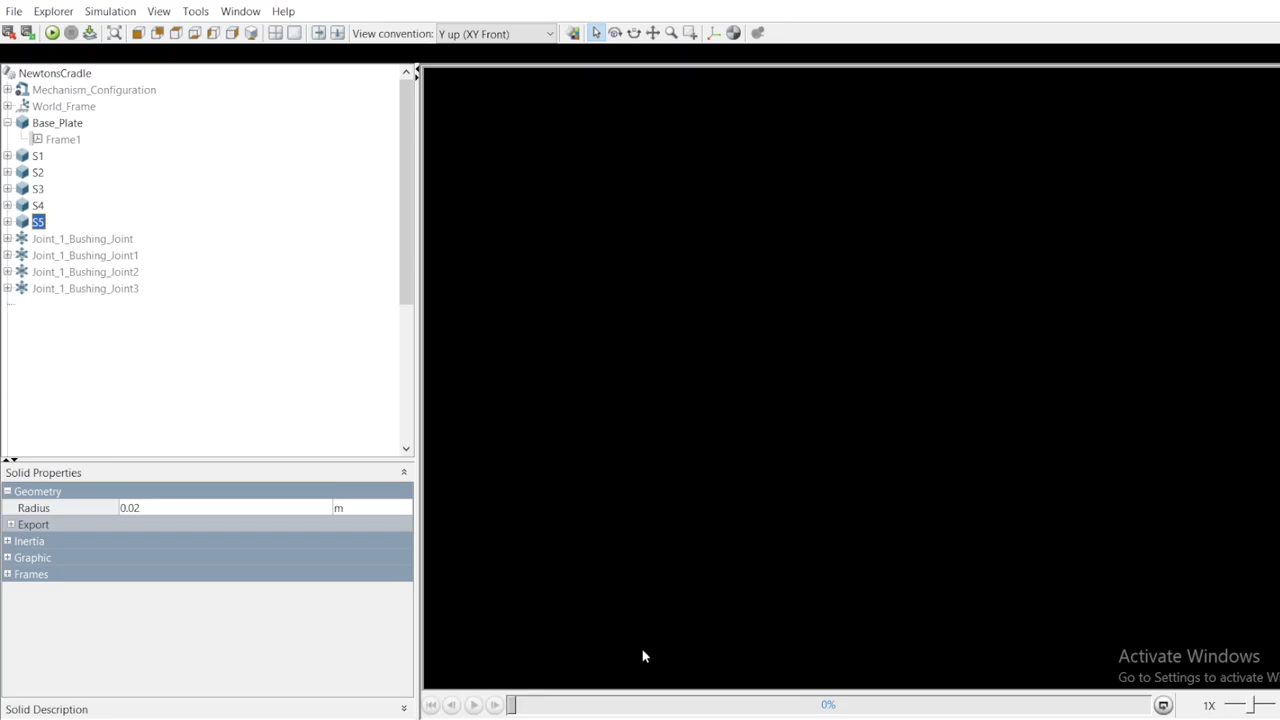 File Explorer Simulation View Tools Window Help
View convention: Y up (XY Front)
NewtonsCradle
Mechanism_Configuration
World_Frame
Base_Plate
Frame1
S1
S2
S3
S4
S5
Joint_1_Bushing_Joint
Joint_1_Bushing_Joint1
Joint_1_Bushing_Joint2
Joint_1_Bushing_Joint3
Solid Properties
Geometry
Radius 0.02 m
Export
Inertia
Graphic
Frames
Solid Description
Activate Windows
Go to Settings to activate W
0% 1X